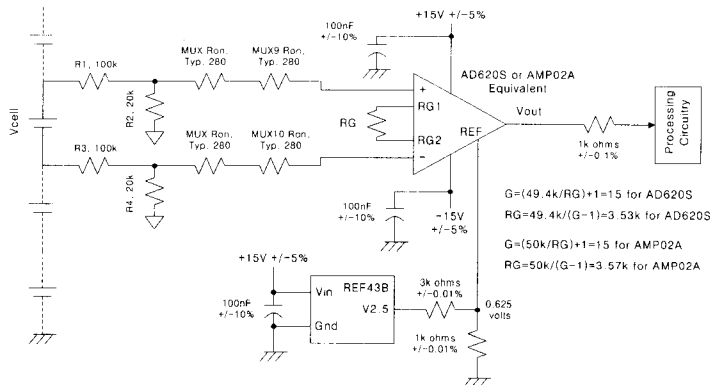 100nF
+/-10%
+15V +/-5%
MUX Ron,
Typ. 280
MUX9 Ron,
Typ. 280
R1, 100k
AD620S or AMP02A
Equivalent
Vcell
R2, 20k
+
RG1
RG
RG2
-
REF
Vout
Processing
Circuitry
R3, 100k
MUX Ron,
Typ. 280
MUX10 Ron,
Typ. 280
1k ohms
+/-0.1%
R4, 20k
100nF
+/-10%
-15V
+/-5%
G=(49.4k/RG)+1=15 for AD620S
RG=49.4k/(G-1)=3.53k for AD620S
G=(50k/RG)+1=15 for AMP02A
RG=50k/(G-1)=3.57k for AMP02A
+15V +/-5%
100nF
+/-10%
Vin
REF43B
V2.5
Gnd
3k ohms
+/-0.01%
0.625
volts
1k ohms
+/-0.01%